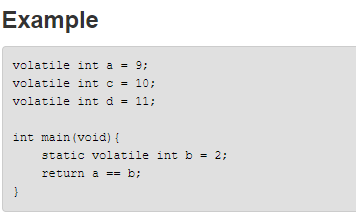 Example
volatile int a = 9;
volatile int c = 10;
volatile int d = 11;
int main(void){
static volatile int b = 2;
return a == b;
}